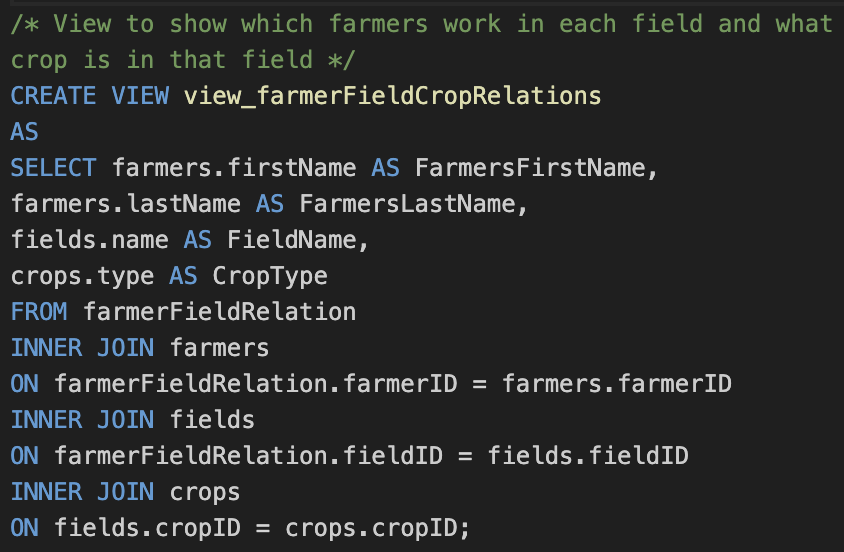 /* View to show which farmers work in each field and what
crop is in that field */
CREATE VIEW view_farmerFieldCropRelations
AS
SELECT farmers.firstName AS FarmersFirstName,
farmers.lastName AS FarmersLastName,
fields.name AS FieldName,
crops.type AS CropType
FROM farmerFieldRelation
INNER JOIN farmers
ON farmerFieldRelation.farmerID = farmers.farmerID
INNER JOIN fields
ON farmerFieldRelation.fieldID = fields.fieldID
INNER JOIN crops
ON fields.cropID = crops.cropID;